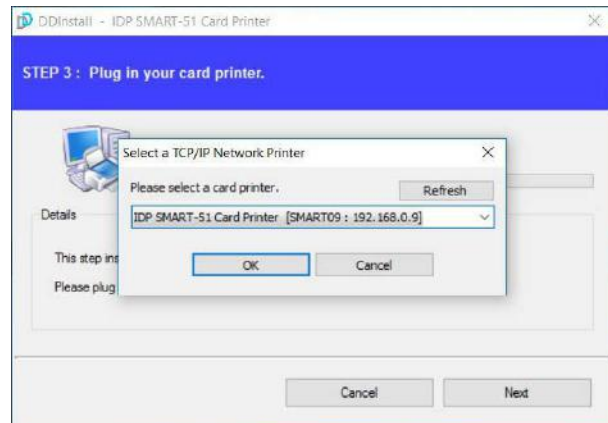 DDInstall - IDP SMART-51 Card Printer
STEP 3 : Plug in your card printer.
Select a TCP/IP Network Printer
Please select a card printer.
Refresh
IDP SMART-51 Card Printer [SMART09 : 192.168.0.9]
OK
Cancel
Details
This step ins
Please plug
Cancel
Next